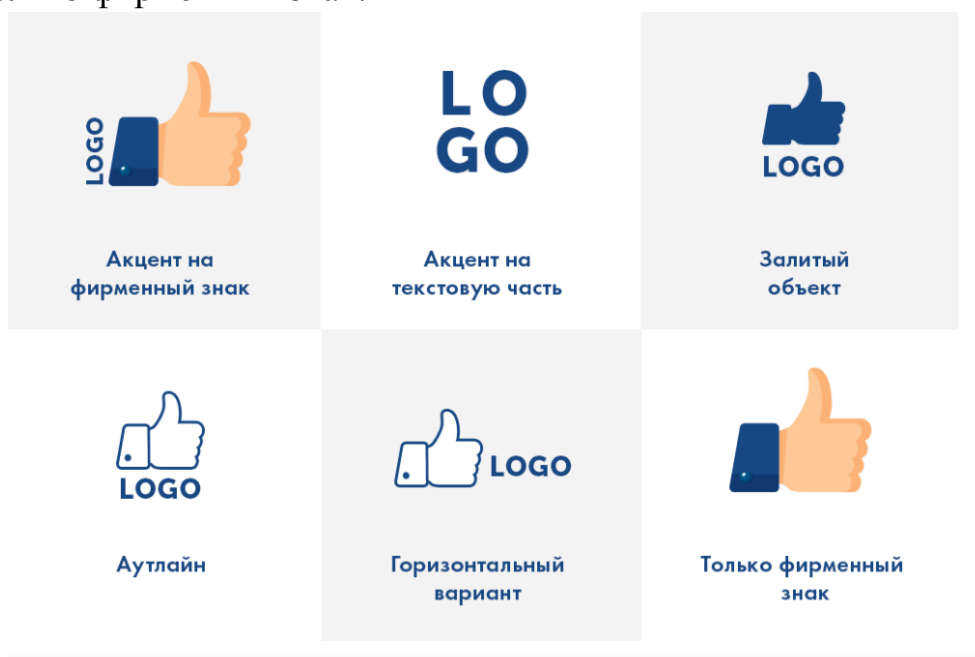 LOGO
LO
GO
LOGO
Акцент на
фирменный знак
Акцент на
текстовую часть
Залитый
объект
LOGO
LOGO
Аутлайн
Горизонтальный
вариант
Только фирменный
знак